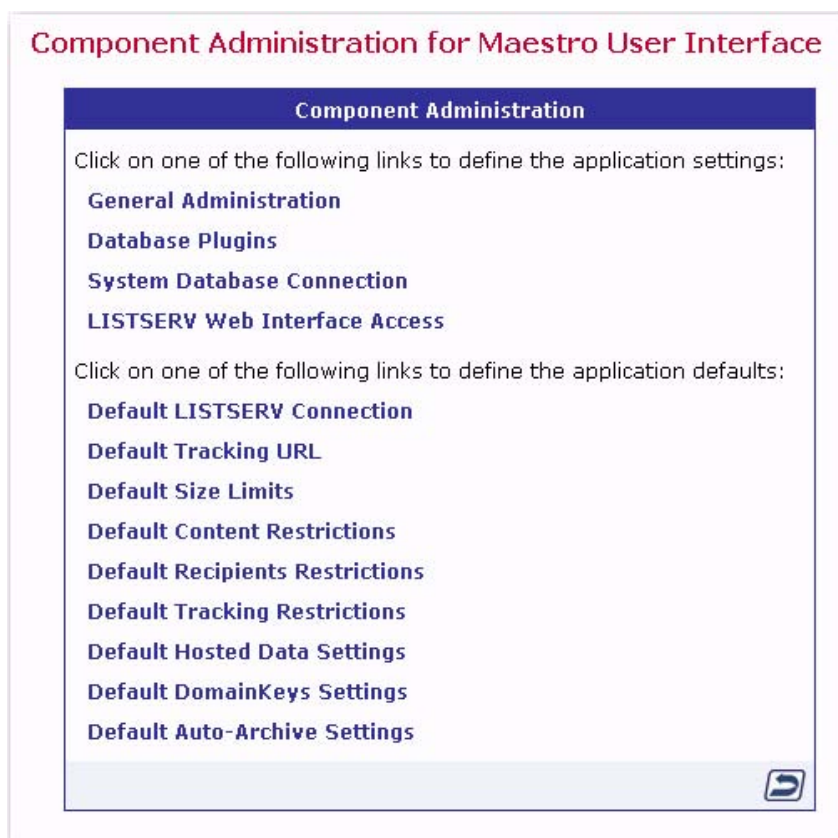 Component Administration for Maestro User Interface
Component Administration
Click on one of the following links to define the application settings:
General Administration
Database Plugins
System Database Connection
LISTSERV Web Interface Access
Click on one of the following links to define the application defaults:
Default LISTSERV Connection
Default Tracking URL
Default Size Limits
Default Content Restrictions
Default Recipients Restrictions
Default Tracking Restrictions
Default Hosted Data Settings
Default DomainKeys Settings
Default Auto-Archive Settings